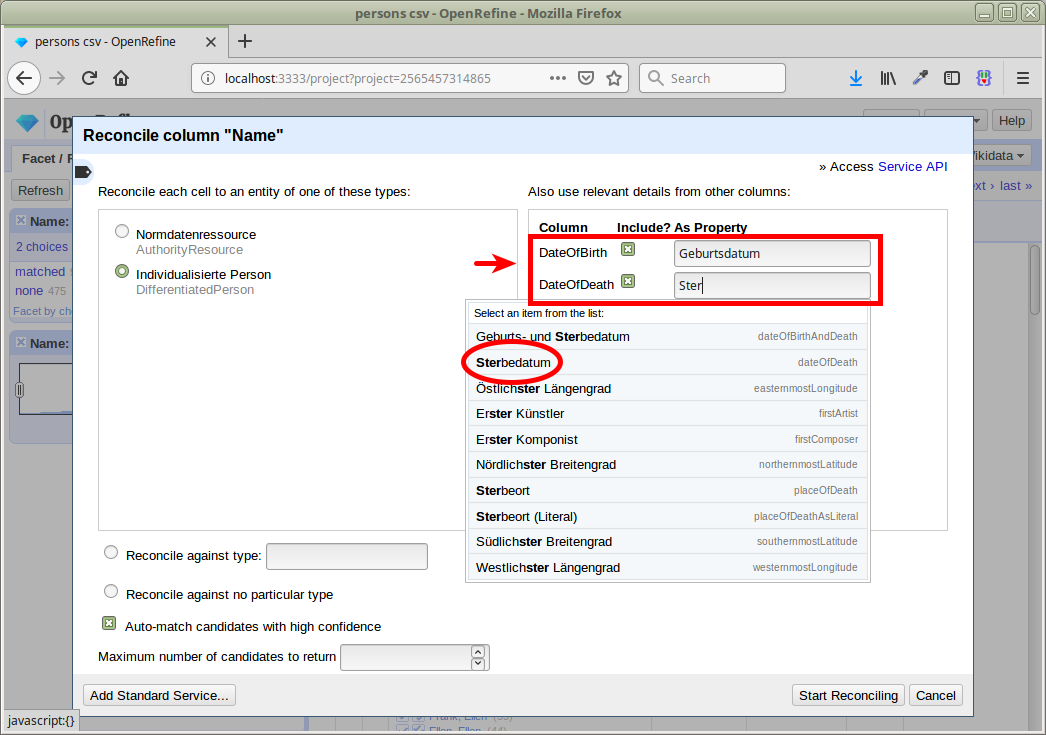 persons csv - OpenRefine - Mozilla Firefox
persons csv - OpenRefine
localhost:3333/project?project=2565457314865
Search
Help
Facet /
Refresh
Name:
2 choices
matched
none 475
Facet by
Name:
last »
Reconcile column "Name"
» Access Service API
Reconcile each cell to an entity of one of these types:
Normdatenressource
AuthorityResource
Individualisierte Person
DifferentiatedPerson
Also use relevant details from other columns:
Column Include? As Property
DateOfBirth Geburtsdatum
DateOfDeath Ster
Select an item from the list:
Geburts- und Sterbedatum dateOfBirthAndDeath
Sterbedatum dateOfDeath
Östlichster Längengrad easternmostLongitude
Erster Künstler firstArtist
Erster Komponist firstComposer
Nördlichster Breitengrad northernmostLatitude
Sterbeort placeOfDeath
Sterbeort (Literal) placeOfDeathAsLiteral
Südlichster Breitengrad southernmostLatitude
Westlichster Längengrad westernmostLongitude
Reconcile against type:
Reconcile against no particular type
Auto-match candidates with high confidence
Maximum number of candidates to return
Add Standard Service...
Start Reconciling
Cancel
javascript:{}